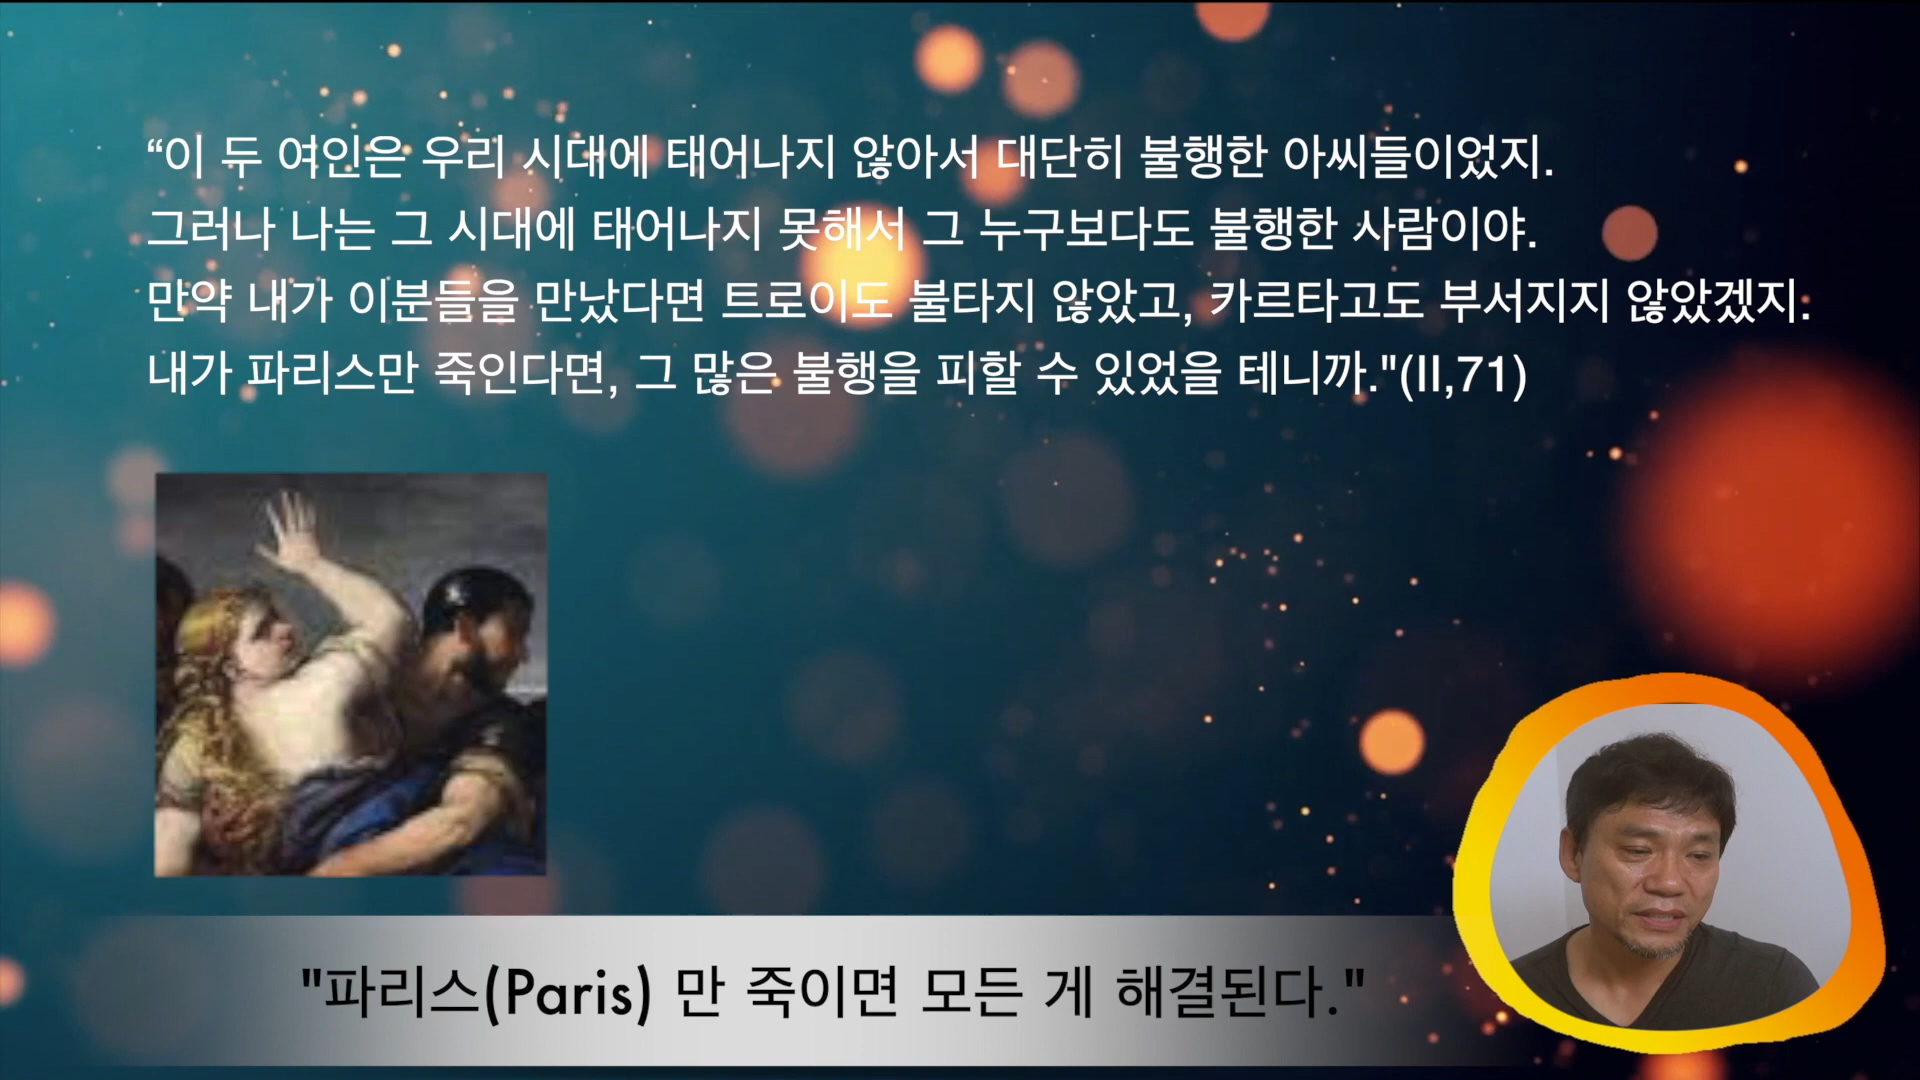 “이 두 여인은 우리 시대에 태어나지 않아서 대단히 불행한 아씨들이었지.
그러나 나는 그 시대에 태어나지 못해서 그 누구보다도 불행한 사람이야.
만약 내가 이분들을 만났다면 트로이도 불타지 않았고, 카르타고도 부서지지 않았겠지.
내가 파리스만 죽인다면, 그 많은 불행을 피할 수 있었을 테니까."(II,71)
"파리스(Paris) 만 죽이면 모든 게 해결된다."